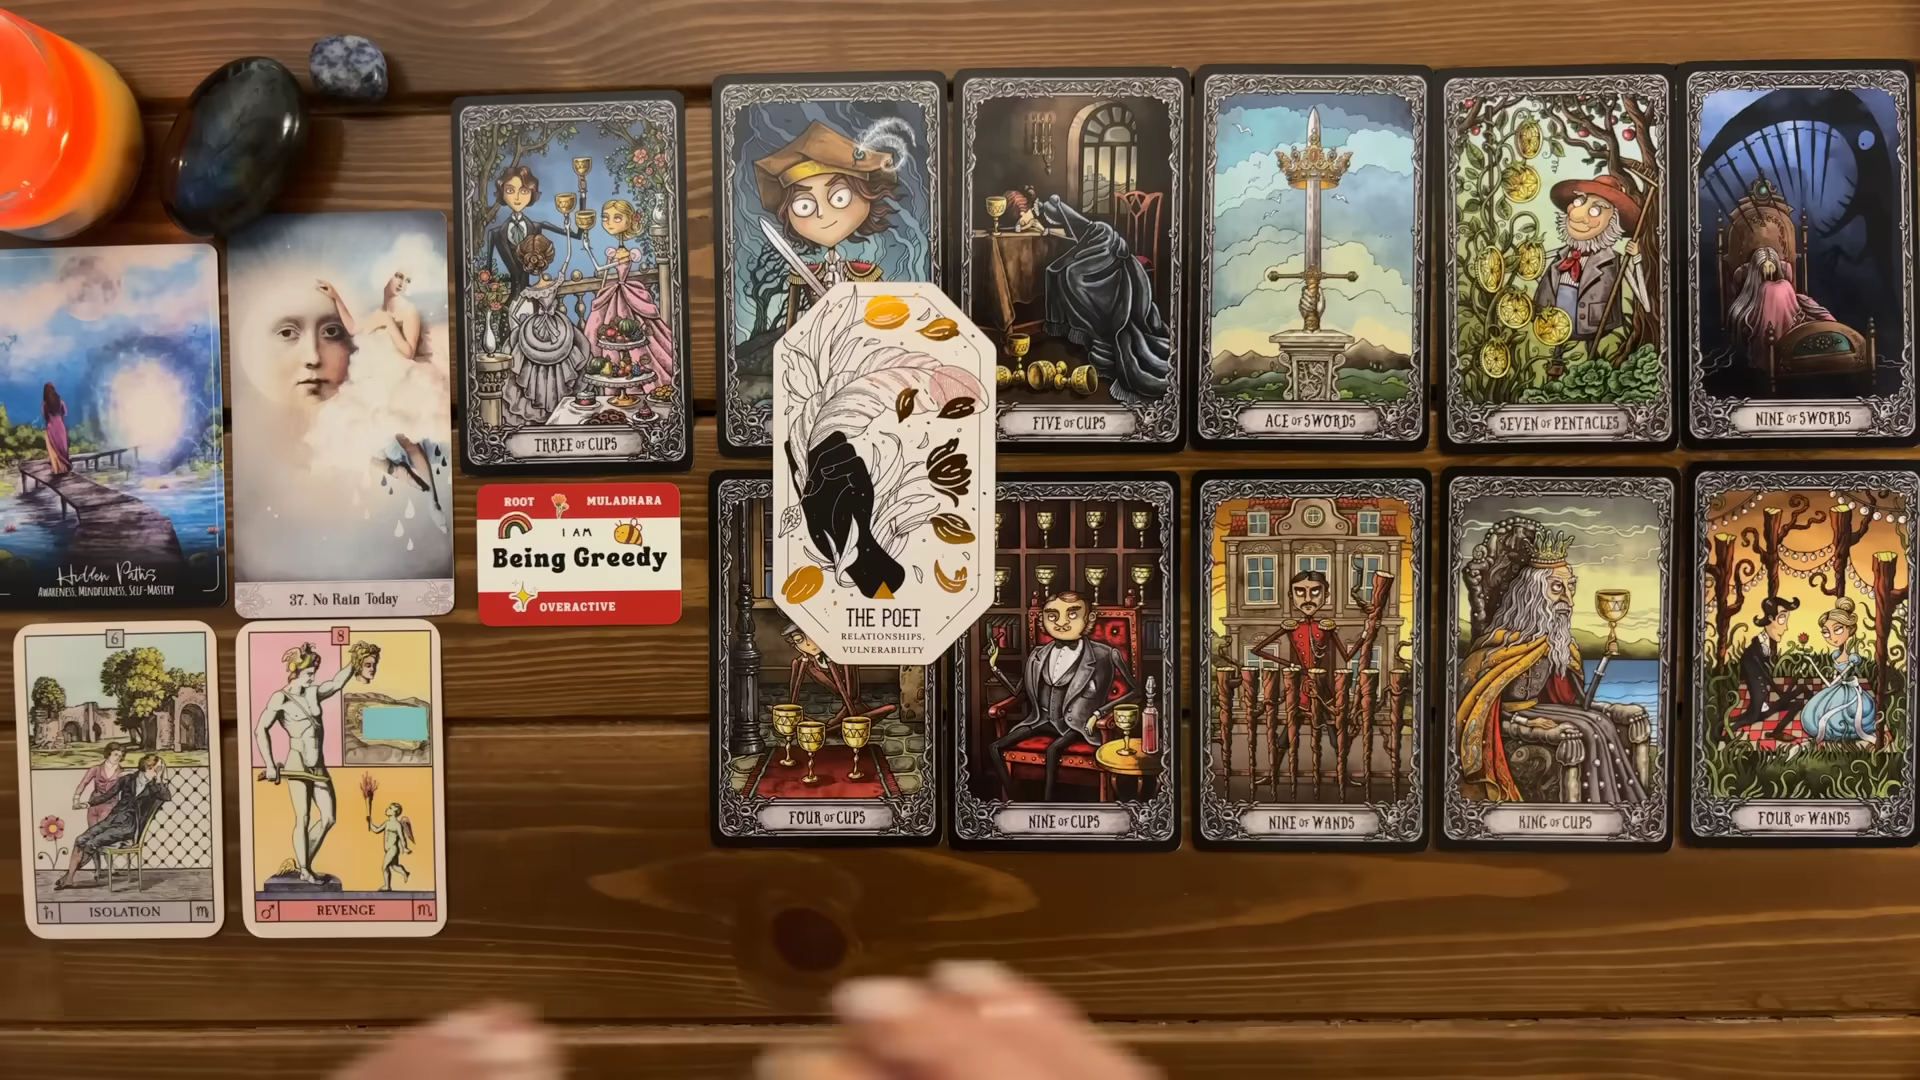 THREE OF CUPS
FIVE OF CUPS
ACE OF SWORDS
SEVEN OF PENTACLES
NINE OF SWORDS
Hidden Paths
AWARENESS, MINDFULNESS, SELF-MASTERY
37. No Rain Today
ROOT MULADHARA
I AM
Being Greedy
OVERACTIVE
THE POET
RELATIONSHIPS,
VULNERABILITY
6
ISOLATION
8
REVENGE
FOUR OF CUPS
NINE OF CUPS
NINE OF WANDS
KING OF CUPS
FOUR OF WANDS